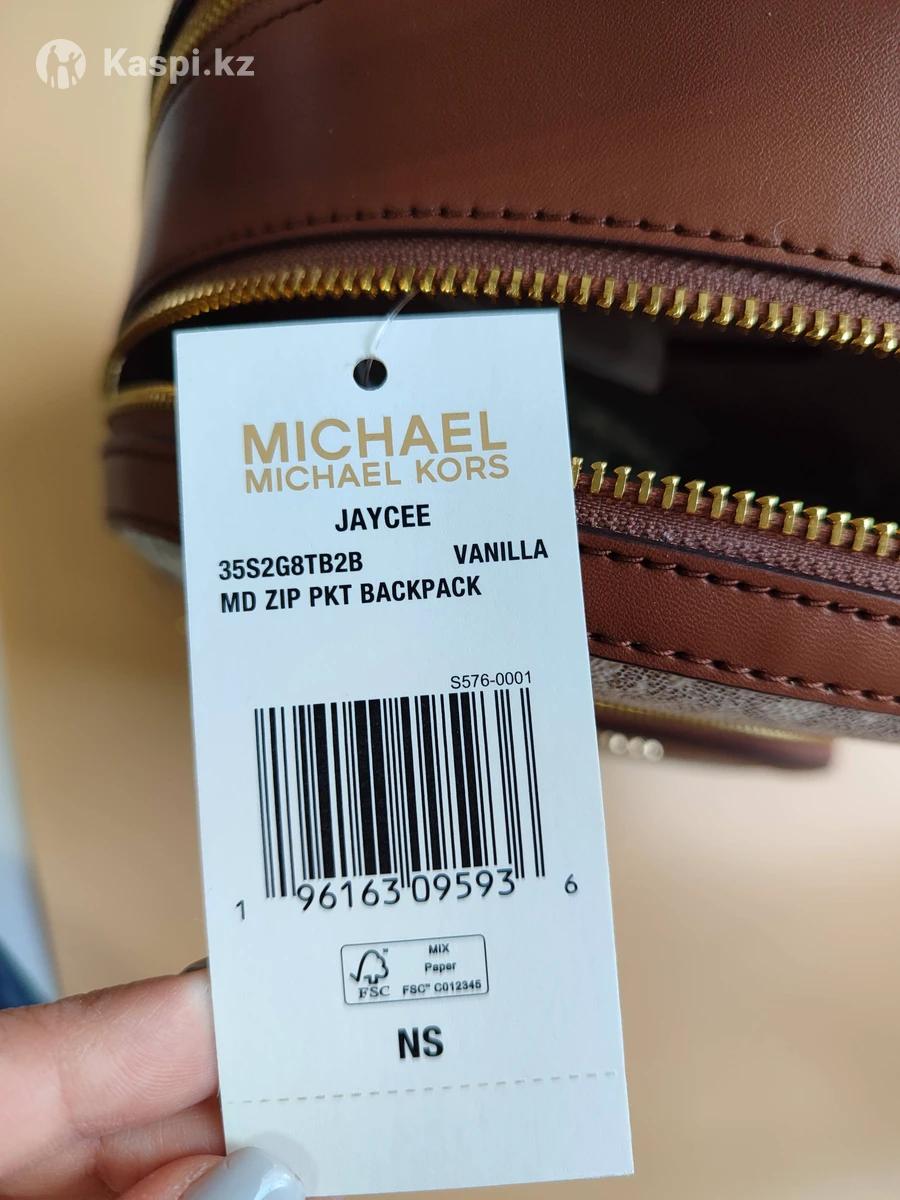 Kaspi.kz
MICHAEL
MICHAEL KORS
JAYCEE
35S2G8TB2B VANILLA
MD ZIP PKT BACKPACK
S576-0001
1 96163 09593 6
FSC
MIX
Paper
FSC™ C012345
NS